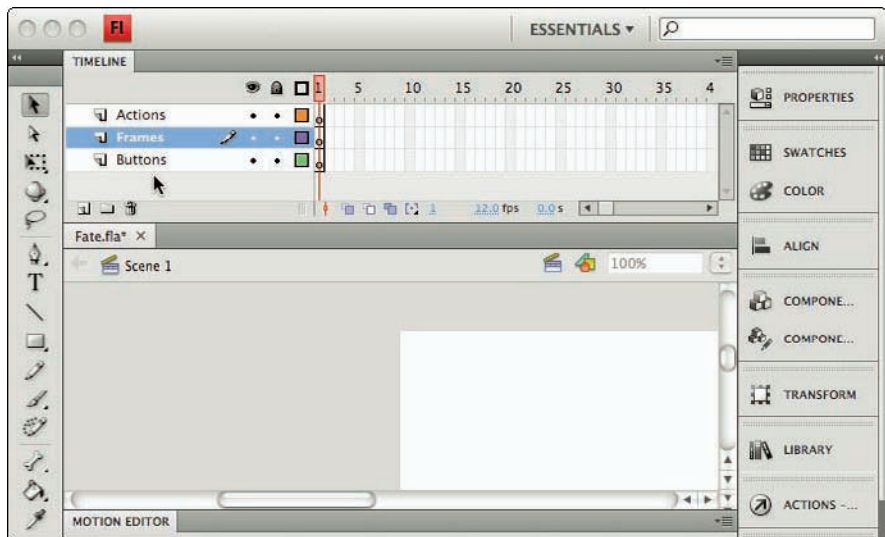 Fl
ESSENTIALS
TIMELINE
1 5 10 15 20 25 30 35 4
Actions
Frames
Buttons
1 12.0 fps 0.0 s
Fate.fla* ×
Scene 1
100%
T
MOTION EDITOR
PROPERTIES
SWATCHES
COLOR
ALIGN
COMPONE...
COMPONE...
TRANSFORM
LIBRARY
ACTIONS –...